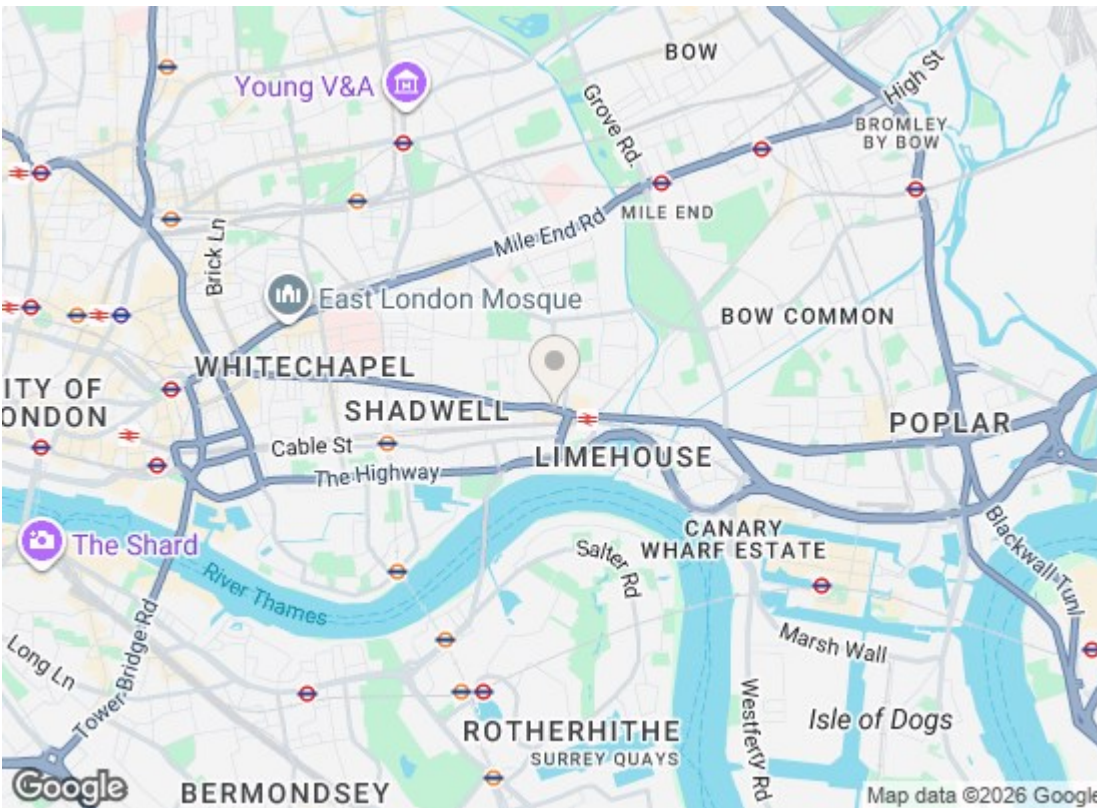 BOW
Young V&A
High St
Grove Rd.
BROMLEY
BY BOW
MILE END
Mile End Rd
Brick Ln
East London Mosque
BOW COMMON
WHITECHAPEL
ITY OF
ONDON
SHADWELL
POPLAR
Cable St
LIMEHOUSE
The Highway
CANARY
WHARF ESTATE
Blackwall Tunl
The Shard
Salter Rd
River Thames
Marsh Wall
Long Ln
Tower Bridge Rd
Westferry Rd
Isle of Dogs
ROTHERHITHE
SURREY QUAYS
Google
BERMONDSEY
Map data ©2026 Google